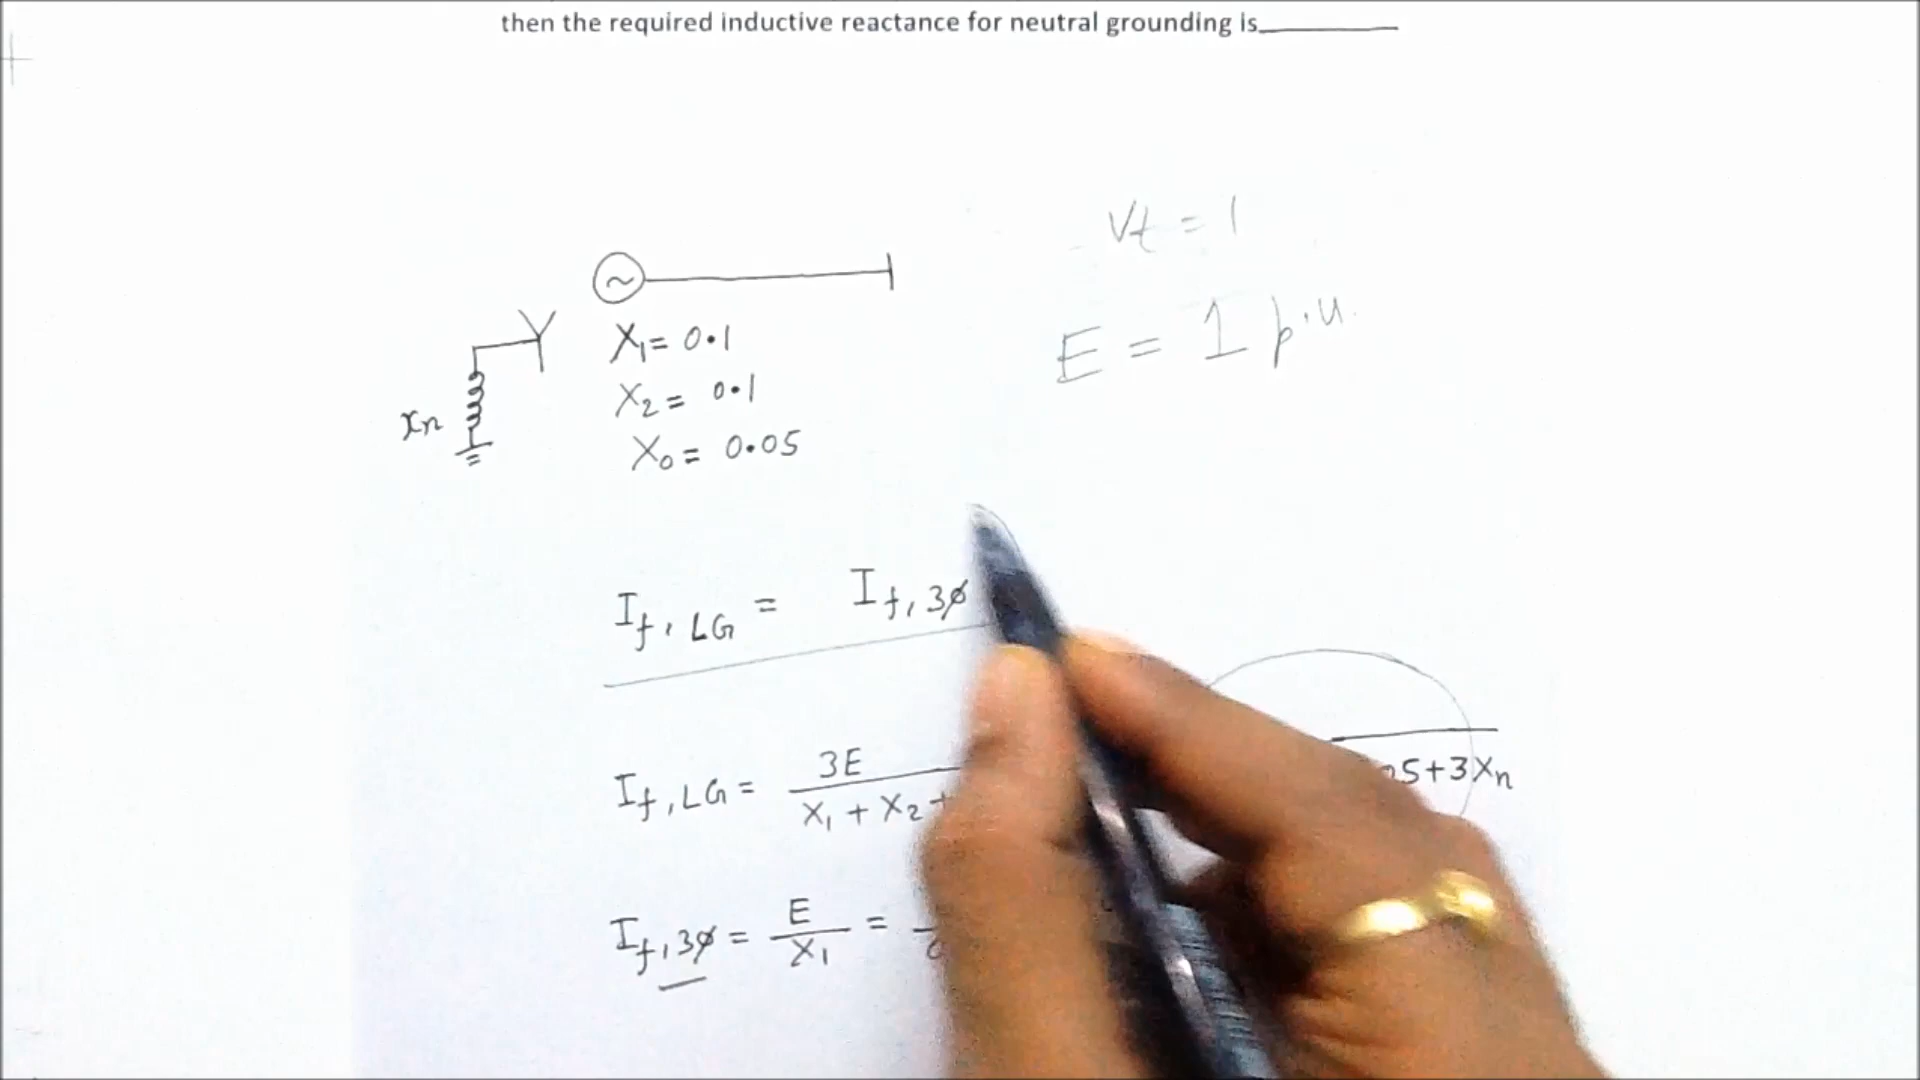 then the required inductive reactance for neutral grounding is__________
Vt = 1
E = 1 p.u.
X1 = 0.1
X2 = 0.1
xn
X0 = 0.05
If, LG = If, 3ϕ
If, LG = 3E / X1 + X2 +
5+3Xn
If, 3ϕ = E / X1 =